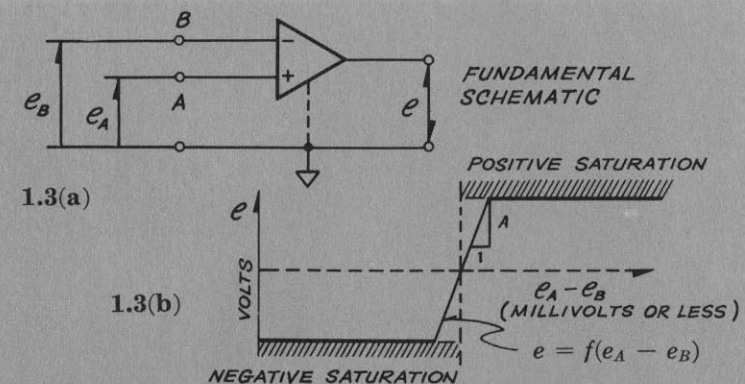 B
−
+
A
e_B
e_A
e
FUNDAMENTAL
SCHEMATIC
1.3(a)
POSITIVE SATURATION
e
A
1
VOLTS
e_A − e_B
(MILLIVOLTS OR LESS)
1.3(b)
e = f(e_A − e_B)
NEGATIVE SATURATION